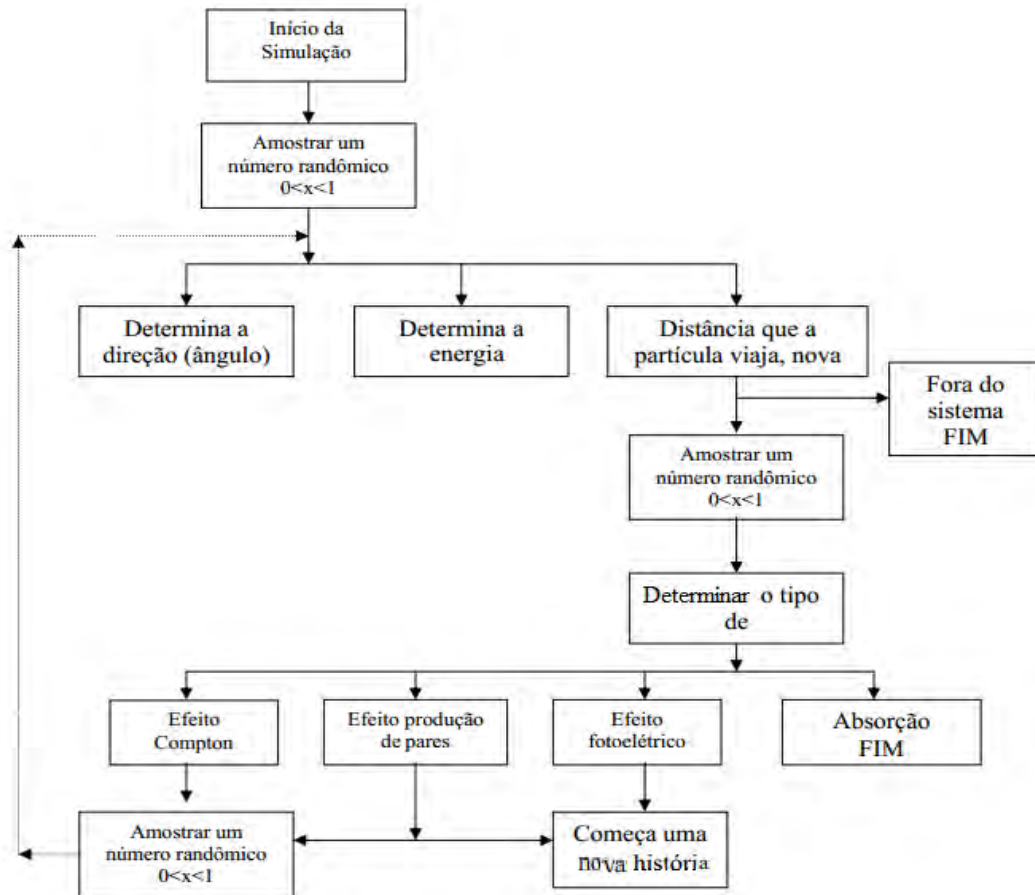 Início da
Simulação
Amostrar um
número randômico
0<x<1
Determina a
direção (ângulo)
Determina a
energia
Distância que a
partícula viaja, nova
Fora do
sistema
FIM
Amostrar um
número randômico
0<x<1
Determinar o tipo
de
Efeito
Compton
Efeito produção
de pares
Efeito
fotoelétrico
Absorção
FIM
Amostrar um
número randômico
0<x<1
Começa uma
nova história